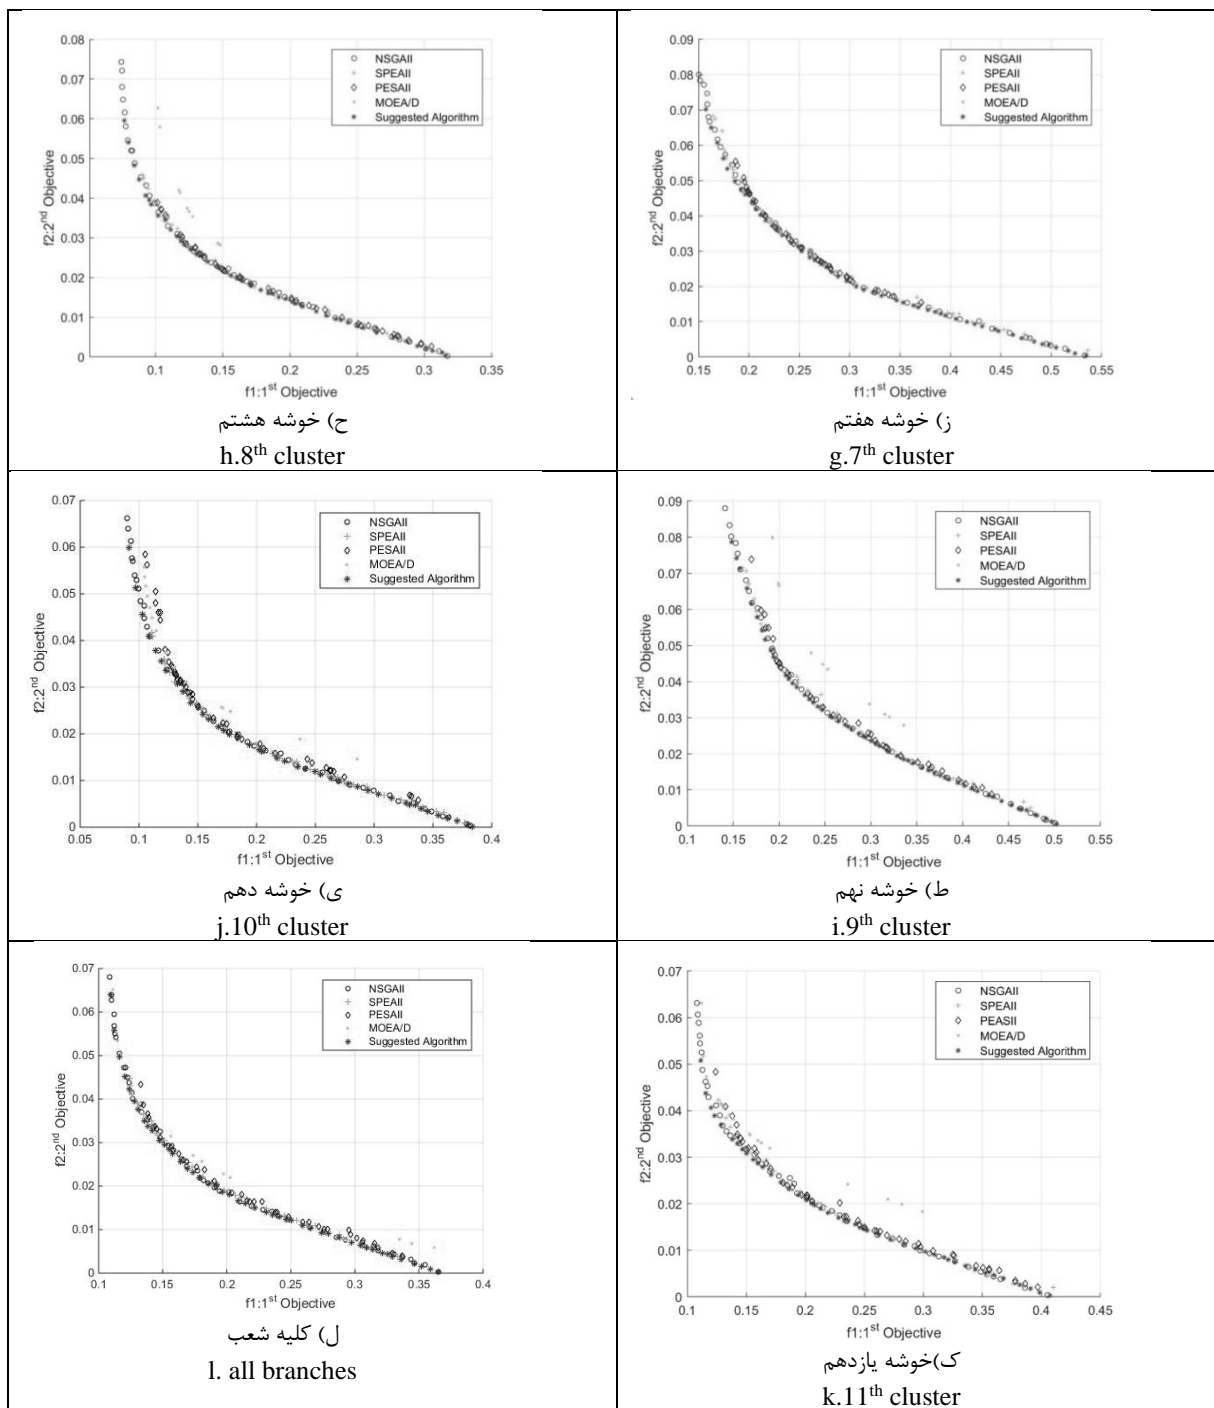 0.08
0.07
0.06
0.05
0.04
0.03
0.02
0.01
0
f2:2nd Objective
NSGAII
SPEAII
PESAII
MOEA/D
Suggested Algorithm
0.1
0.15
0.2
0.25
0.3
0.35
f1:1st Objective
ح) خوشه هشتم
h.8th cluster
0.09
0.08
0.07
0.06
0.05
0.04
0.03
0.02
0.01
0
f2:2nd Objective
NSGAII
SPEAII
PESAII
MOEA/D
Suggested Algorithm
0.15
0.2
0.25
0.3
0.35
0.4
0.45
0.5
0.55
f1:1st Objective
ز) خوشه هفتم
g.7th cluster
0.07
0.06
0.05
0.04
0.03
0.02
0.01
0
f2:2nd Objective
NSGAII
SPEAII
PESAII
MOEA/D
Suggested Algorithm
0.05
0.1
0.15
0.2
0.25
0.3
0.35
0.4
f1:1st Objective
ی) خوشه دهم
j.10th cluster
0.09
0.08
0.07
0.06
0.05
0.04
0.03
0.02
0.01
0
f2:2nd Objective
NSGAII
SPEAII
PESAII
MOEA/D
Suggested Algorithm
0.1
0.15
0.2
0.25
0.3
0.35
0.4
0.45
0.5
0.55
f1:1st Objective
ط) خوشه نهم
i.9th cluster
0.07
0.06
0.05
0.04
0.03
0.02
0.01
0
f2:2nd Objective
NSGAII
SPEAII
PESAII
MOEA/D
Suggested Algorithm
0.1
0.15
0.2
0.25
0.3
0.35
0.4
f1:1st Objective
ل) کلیه شعب
l. all branches
0.07
0.06
0.05
0.04
0.03
0.02
0.01
0
f2:2nd Objective
NSGAII
SPEAII
PEASII
MOEA/D
Suggested Algorithm
0.1
0.15
0.2
0.25
0.3
0.35
0.4
0.45
f1:1st Objective
ک)خوشه یازدهم
k.11th cluster